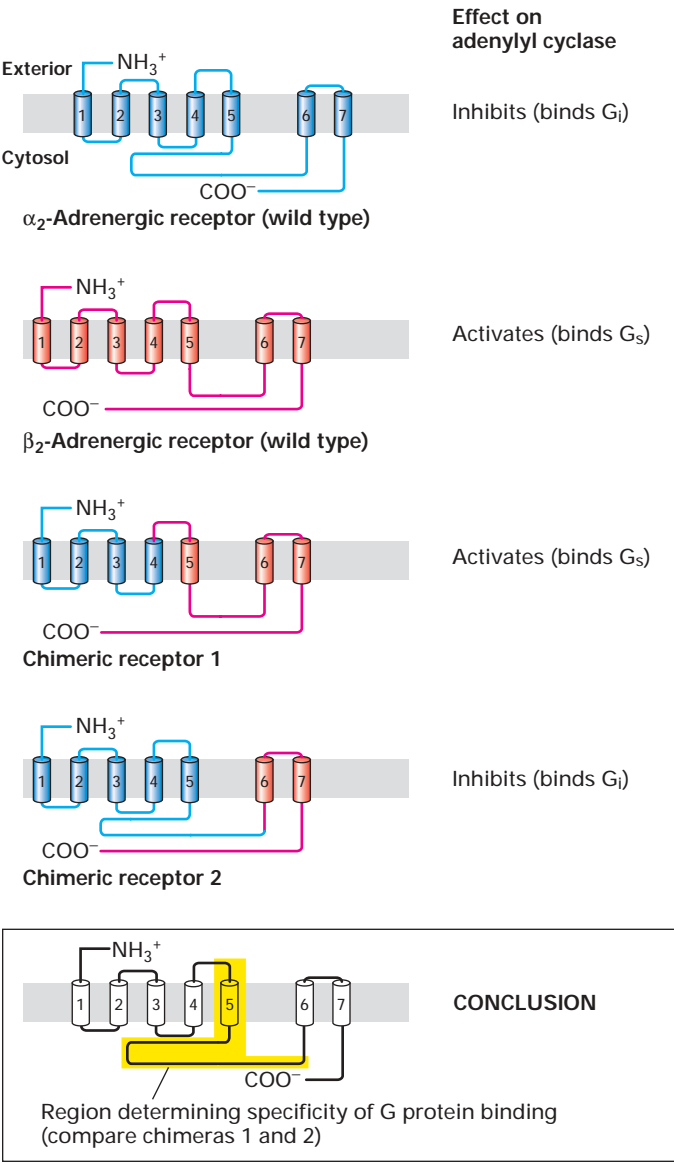 Effect on
adenylyl cyclase
Exterior
NH3+
1 2 3 4 5 6 7
Inhibits (binds Gi)
Cytosol
COO−
α2-Adrenergic receptor (wild type)
NH3+
1 2 3 4 5 6 7
Activates (binds Gs)
COO−
β2-Adrenergic receptor (wild type)
NH3+
1 2 3 4 5 6 7
Activates (binds Gs)
COO−
Chimeric receptor 1
NH3+
1 2 3 4 5 6 7
Inhibits (binds Gi)
COO−
Chimeric receptor 2
NH3+
1 2 3 4 5 6 7
CONCLUSION
COO−
Region determining specificity of G protein binding
(compare chimeras 1 and 2)